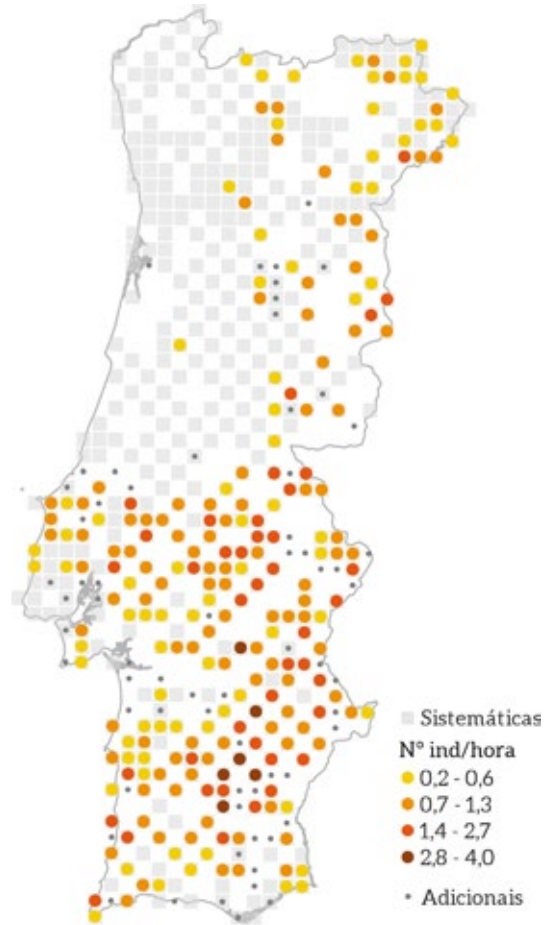 Sistemáticas
Nº ind/hora
0,2 - 0,6
0,7 - 1,3
1,4 - 2,7
2,8 - 4,0
Adicionais